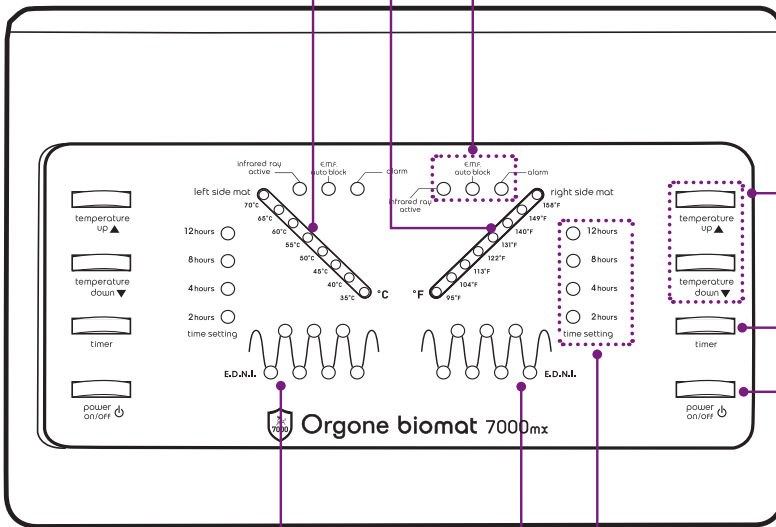 infrared ray
active
E.M.F.
auto block
alarm
infrared ray
active
E.M.F.
auto block
alarm
left side mat
70°C
65°C
60°C
55°C
50°C
45°C
40°C
35°C
°C
right side mat
158°F
149°F
140°F
131°F
122°F
113°F
104°F
95°F
°F
temperature
up ▲
temperature
down ▼
timer
power
on/off
12hours
8hours
4hours
2hours
time setting
12hours
8hours
4hours
2hours
time setting
temperature
up ▲
temperature
down ▼
timer
power
on/off
E.D.N.I.
E.D.N.I.
7000
Orgone biomat 7000mx